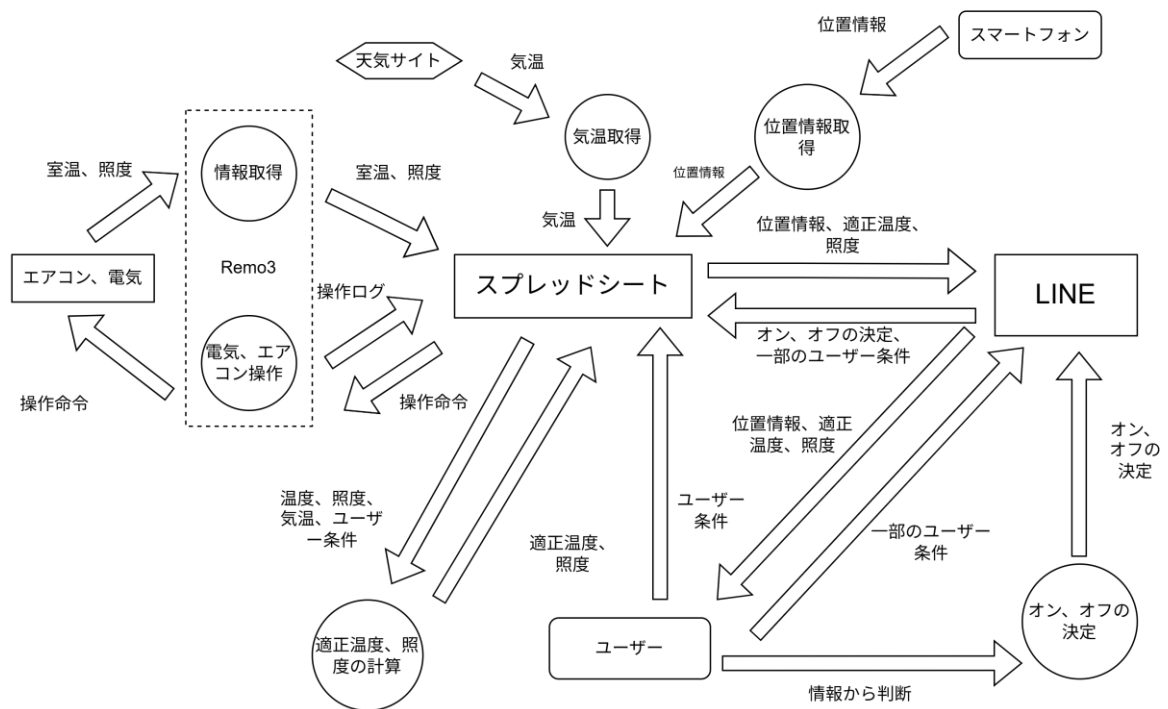 位置情報
スマートフォン
天気サイト
気温
気温取得
位置情報取
得
室温、照度
情報取得
室温、照度
位置情報
気温
位置情報、適正温度、
照度
エアコン、電気
Remo3
スプレッドシート
LINE
操作ログ
電気、エア
コン操作
オン、オフの決定、
一部のユーザー条件
操作命令
操作命令
位置情報、適正
温度、照度
オン、
オフの
決定
温度、照度、
気温、ユーザ
ー条件
ユーザー
条件
一部のユーザー
条件
適正温度、
照度
適正温度、照
度の計算
ユーザー
オン、オフの
決定
情報から判断